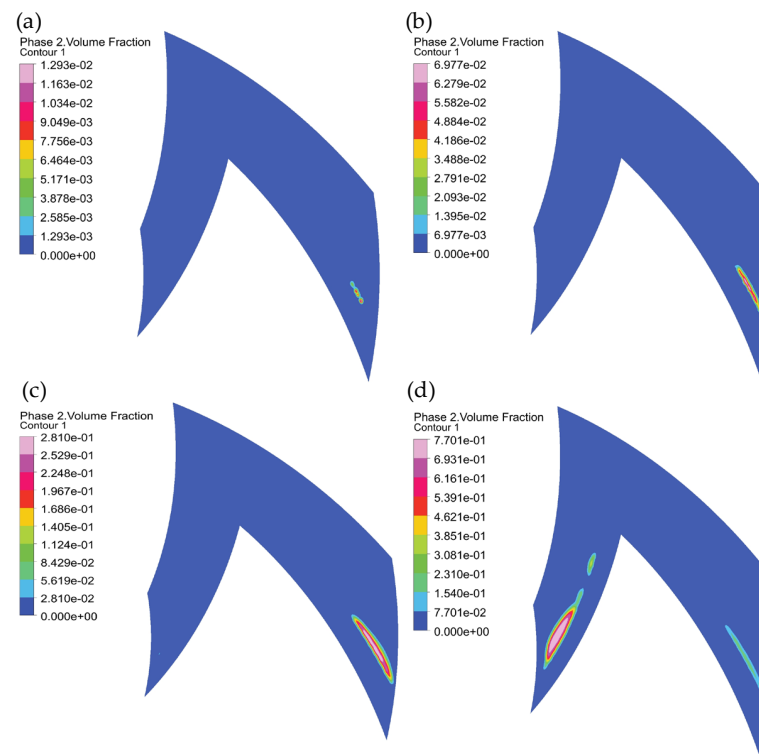 (a)
Phase 2.Volume Fraction
Contour 1
1.293e-02
1.163e-02
1.034e-02
9.049e-03
7.756e-03
6.464e-03
5.171e-03
3.878e-03
2.585e-03
1.293e-03
0.000e+00
(b)
Phase 2.Volume Fraction
Contour 1
6.977e-02
6.279e-02
5.582e-02
4.884e-02
4.186e-02
3.488e-02
2.791e-02
2.093e-02
1.395e-02
6.977e-03
0.000e+00
(c)
Phase 2.Volume Fraction
Contour 1
2.810e-01
2.529e-01
2.248e-01
1.967e-01
1.686e-01
1.405e-01
1.124e-01
8.429e-02
5.619e-02
2.810e-02
0.000e+00
(d)
Phase 2.Volume Fraction
Contour 1
7.701e-01
6.931e-01
6.161e-01
5.391e-01
4.621e-01
3.851e-01
3.081e-01
2.310e-01
1.540e-01
7.701e-02
0.000e+00